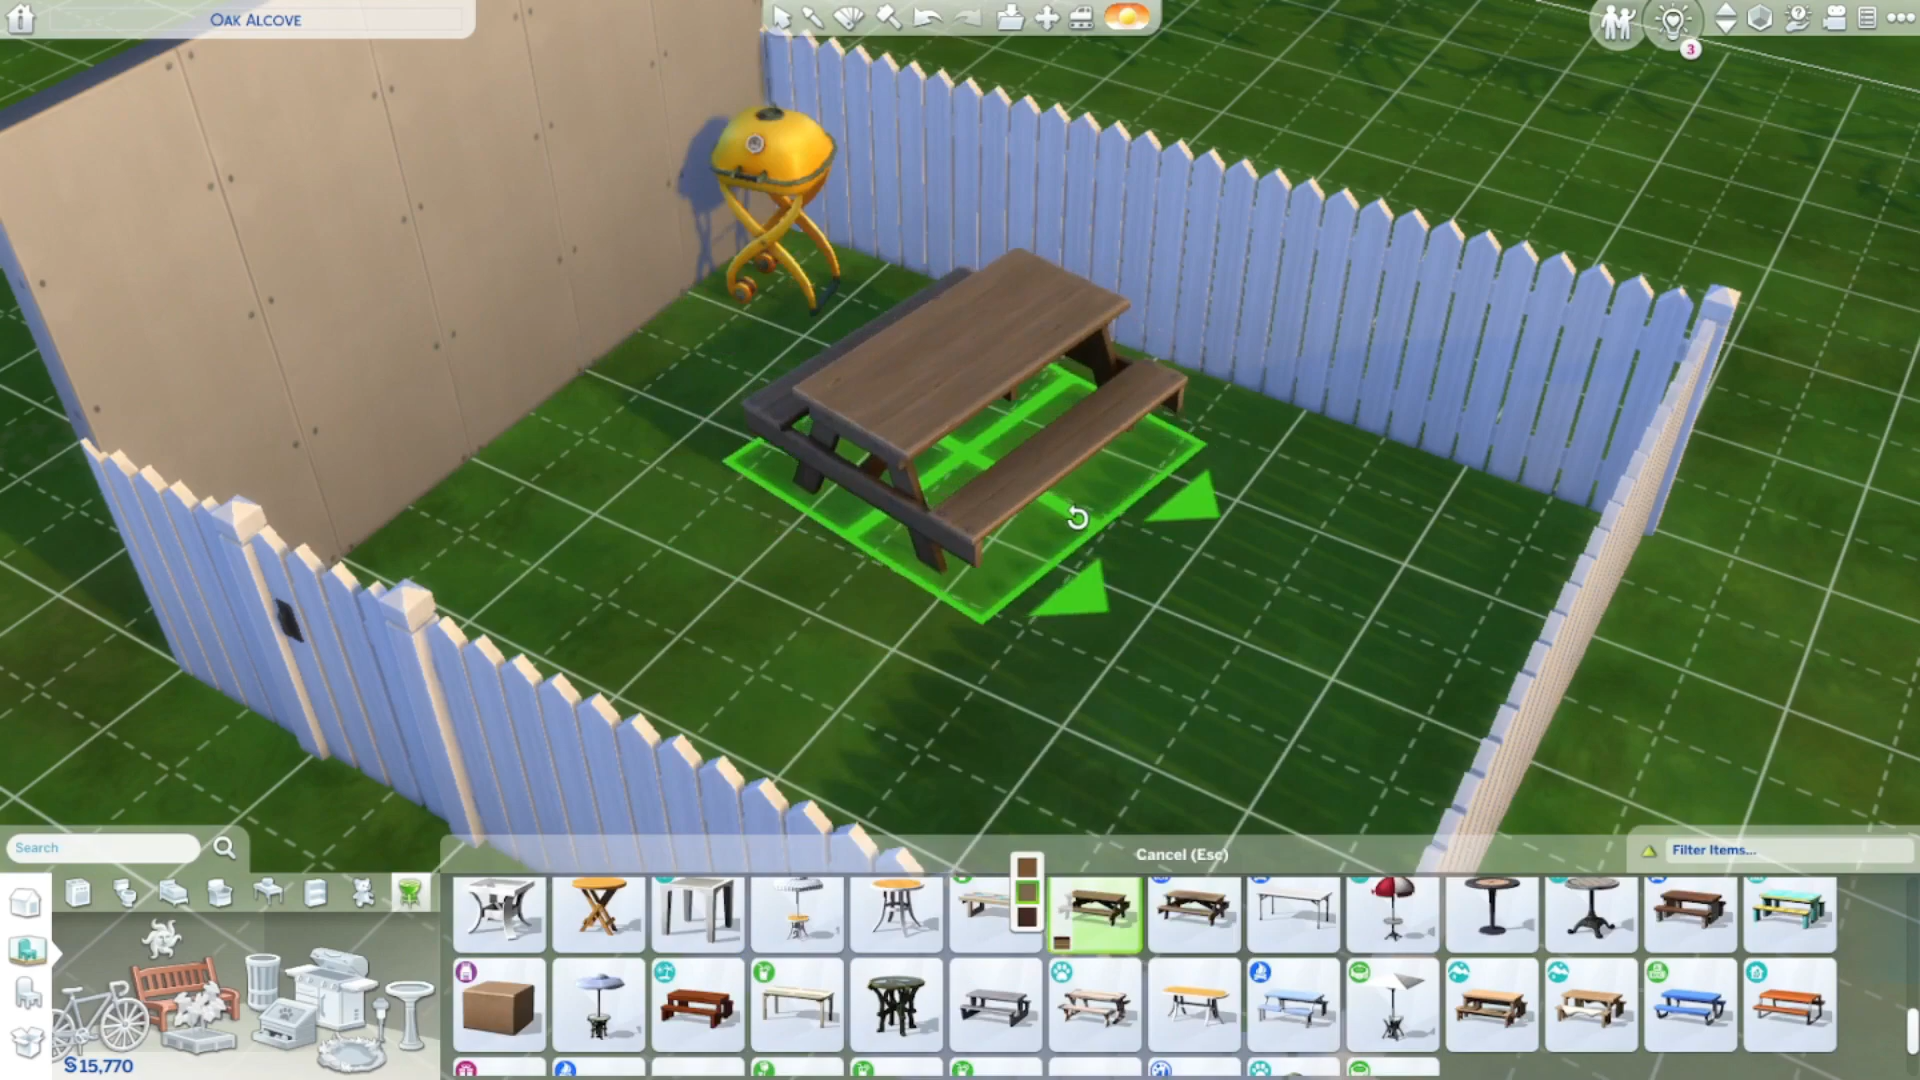 OAK ALCOVE
3
Search
Cancel (Esc)
Filter Items...
§15,770